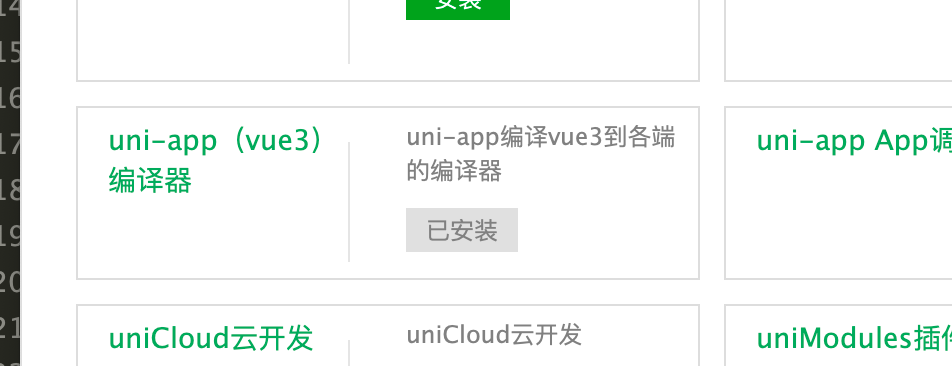 14
安装
15
16
uni-app（vue3）
编译器
uni-app编译vue3到各端
的编译器
已安装
uni-app App调
17
18
19
20
21
uniCloud云开发
uniCloud云开发
uniModules插件